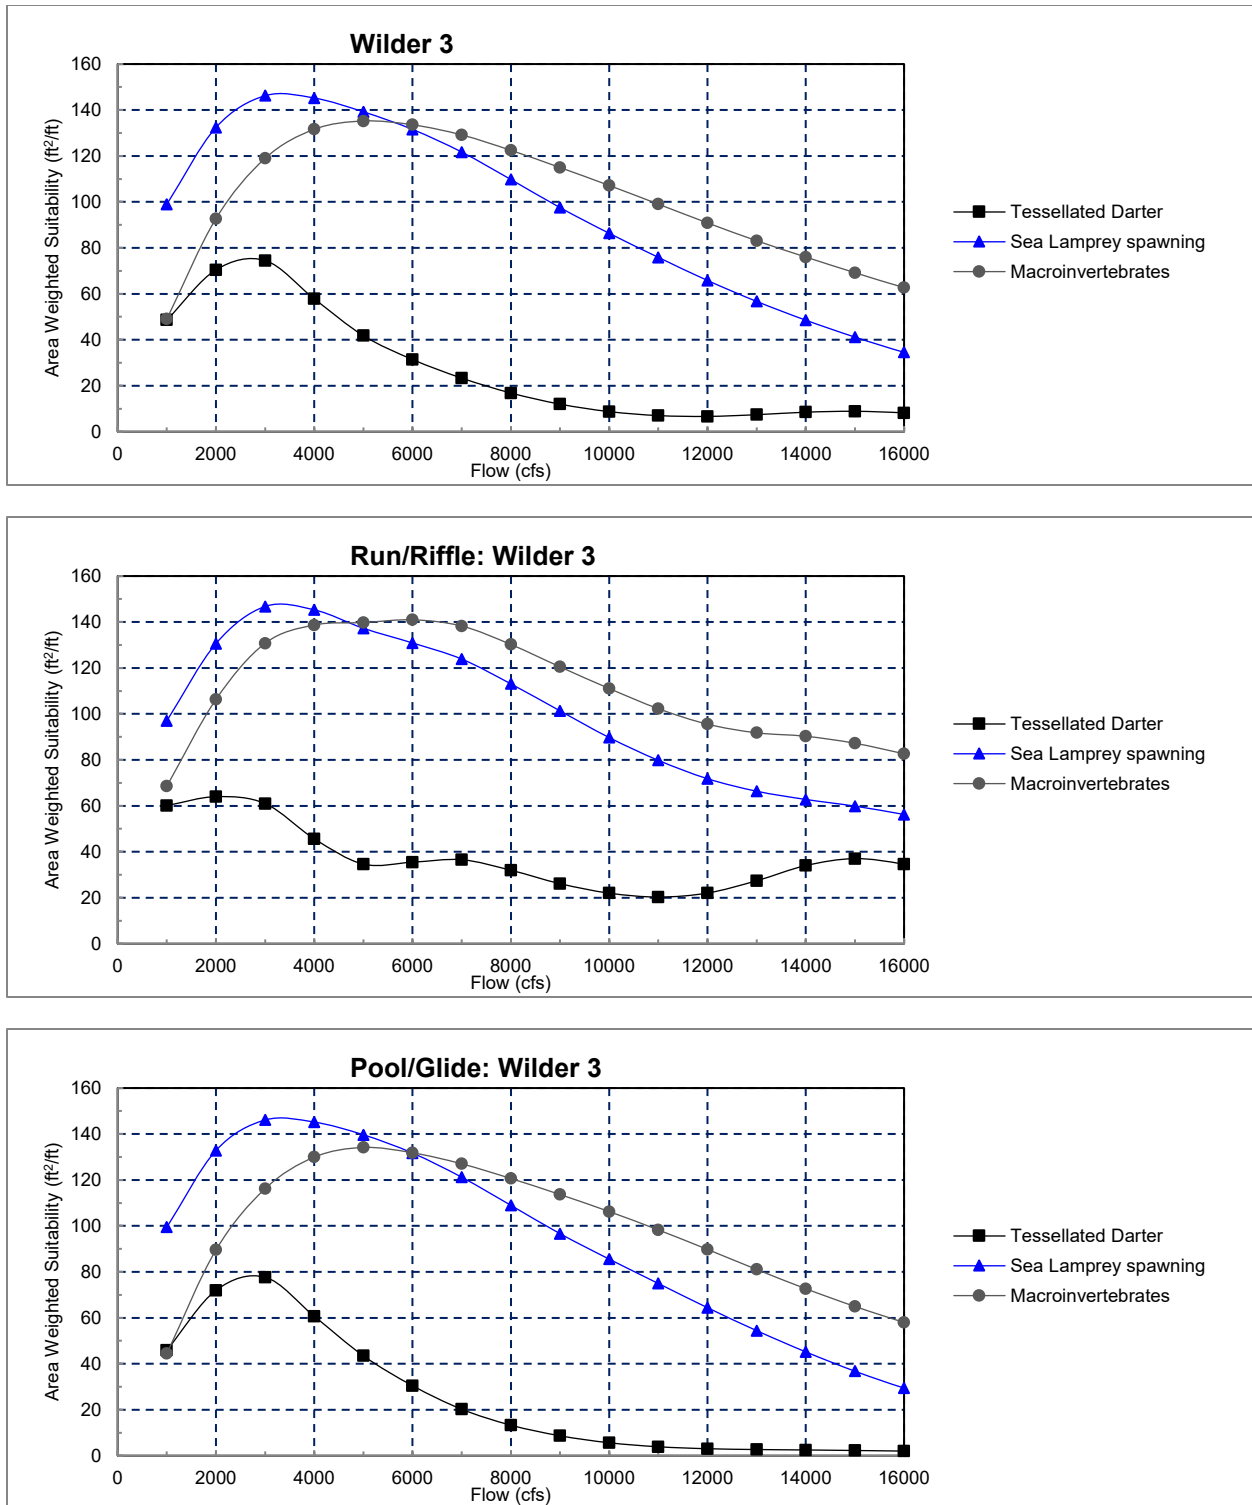 Wilder 3
Area Weighted Suitability (ft²/ft)
160
140
120
100
80
60
40
20
0
0 2000 4000 6000 8000 10000 12000 14000 16000
Flow (cfs)
Tessellated Darter
Sea Lamprey spawning
Macroinvertebrates
Run/Riffle: Wilder 3
Area Weighted Suitability (ft²/ft)
160
140
120
100
80
60
40
20
0
0 2000 4000 6000 8000 10000 12000 14000 16000
Flow (cfs)
Tessellated Darter
Sea Lamprey spawning
Macroinvertebrates
Pool/Glide: Wilder 3
Area Weighted Suitability (ft²/ft)
160
140
120
100
80
60
40
20
0
0 2000 4000 6000 8000 10000 12000 14000 16000
Flow (cfs)
Tessellated Darter
Sea Lamprey spawning
Macroinvertebrates